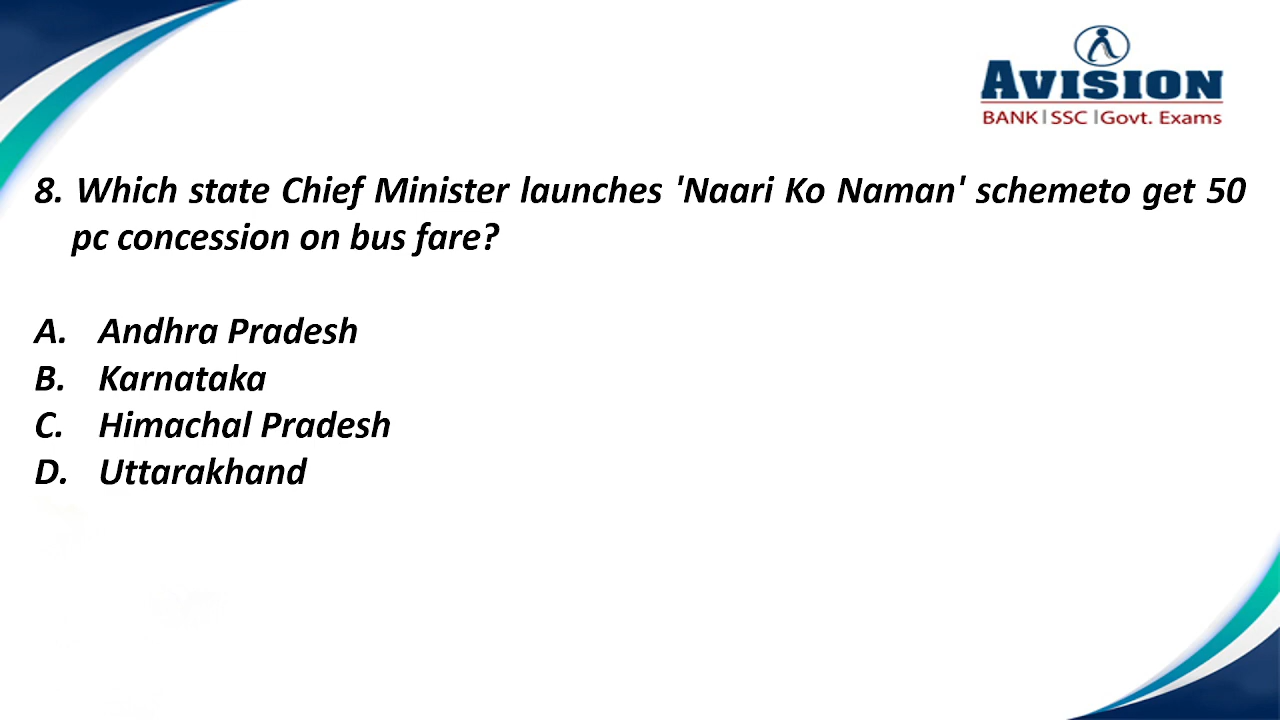 AVISION
BANK | SSC | Govt. Exams
8. Which state Chief Minister launches 'Naari Ko Naman' schemeto get 50
pc concession on bus fare?
A. Andhra Pradesh
B. Karnataka
C. Himachal Pradesh
D. Uttarakhand